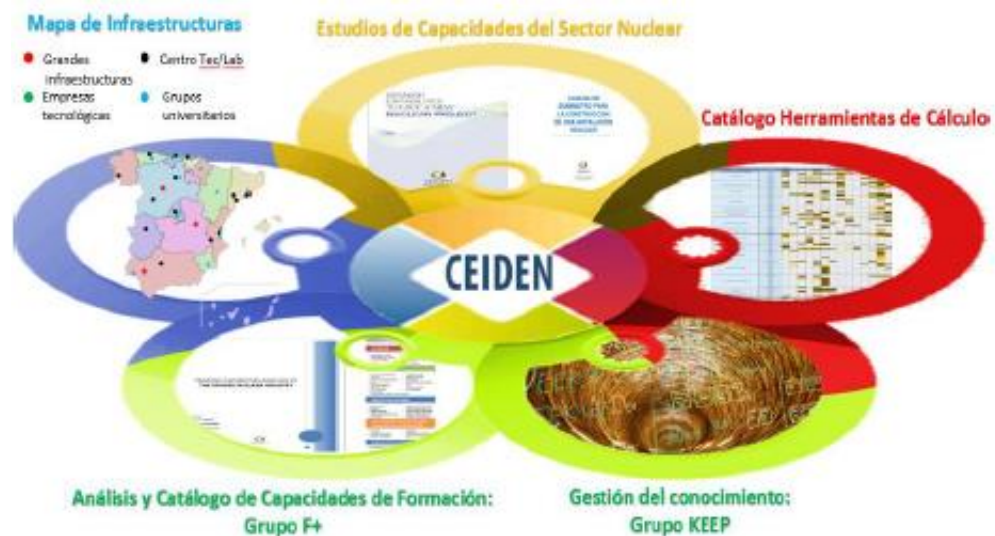 Mapa de Infraestructuras
Estudios de Capacidades del Sector Nuclear
Grandes infraestructuras
Centro Tec/Lab
Empresas tecnológicas
Grupos universitarios
Catálogo Herramientas de Cálculo
CEIDEN
Análisis y Catálogo de Capacidades de Formación:
Grupo F+
Gestión del conocimiento:
Grupo KEEP